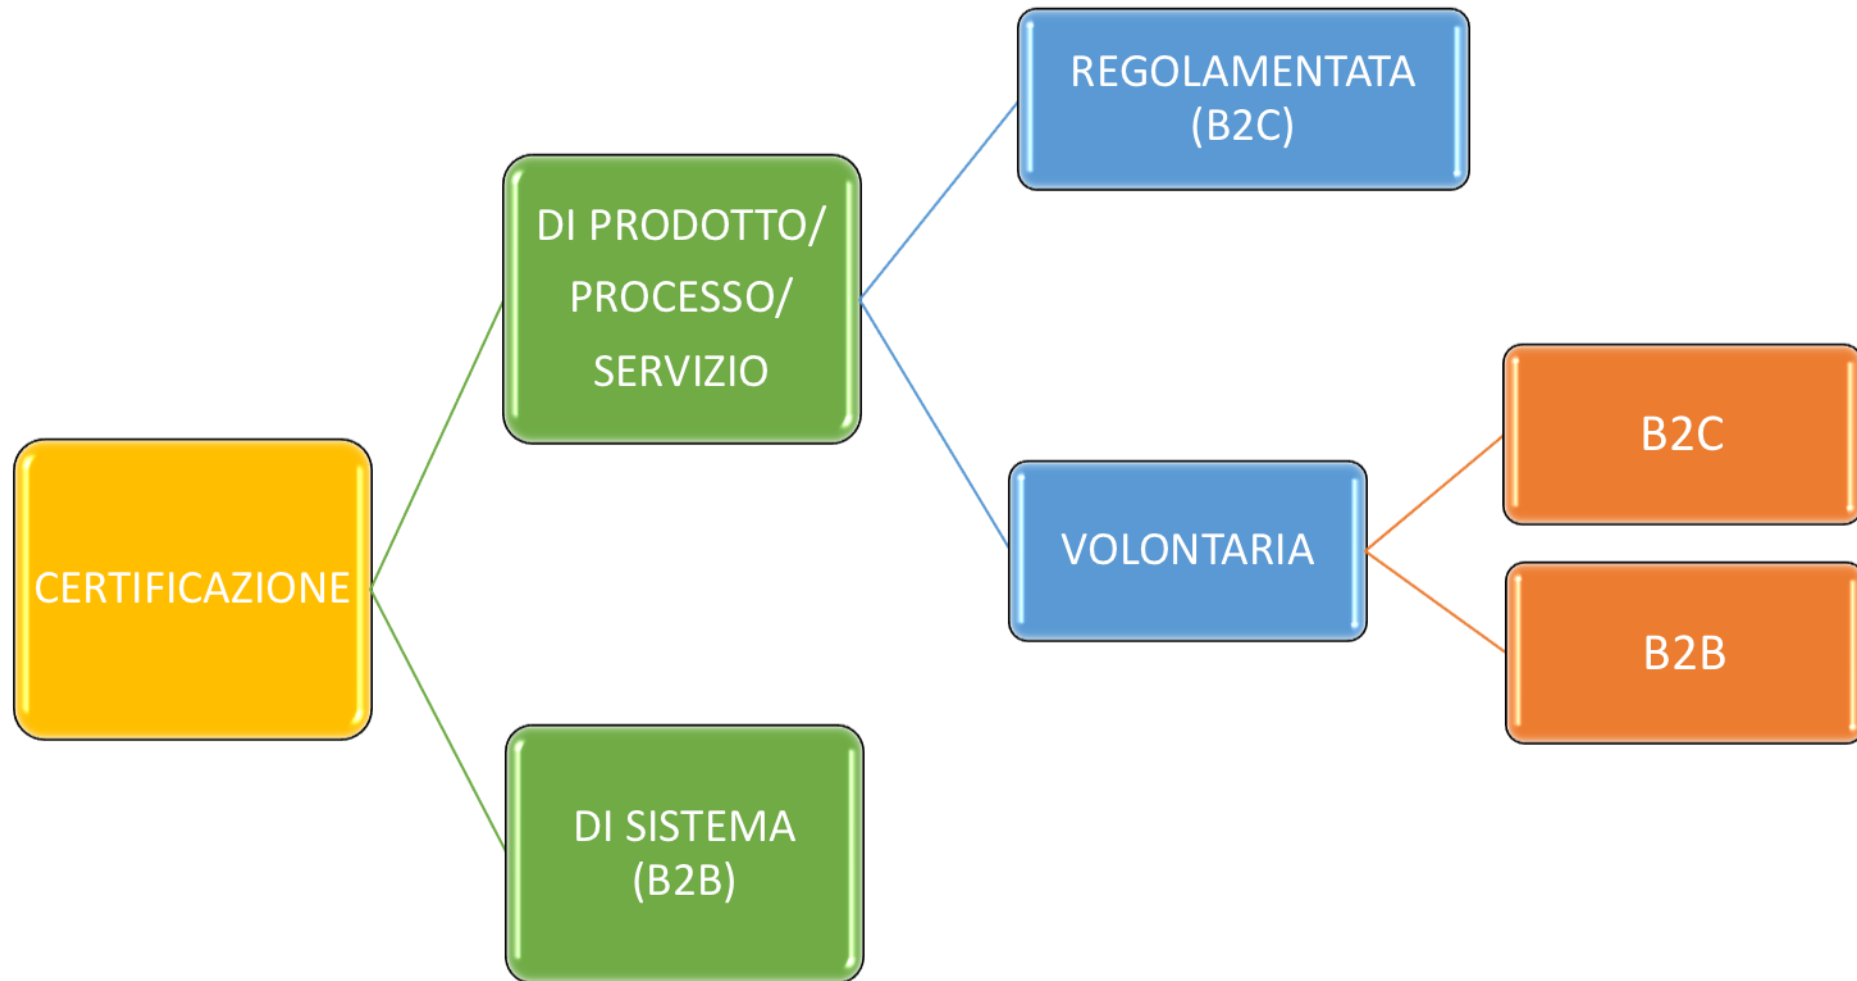 REGOLAMENTATA
(B2C)
DI PRODOTTO/
PROCESSO/
SERVIZIO
B2C
VOLONTARIA
CERTIFICAZIONE
B2B
DI SISTEMA
(B2B)